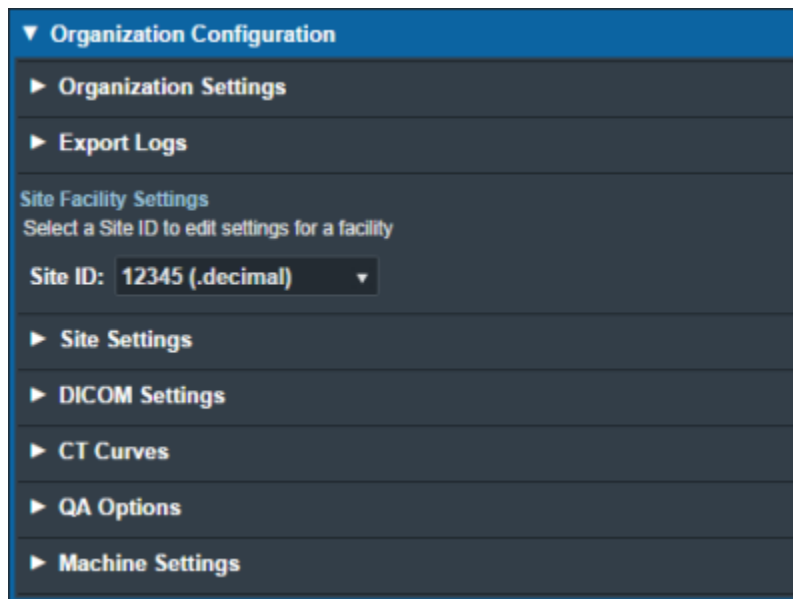 Organization Configuration
Organization Settings
Export Logs
Site Facility Settings
Select a Site ID to edit settings for a facility
Site ID: 12345 (.decimal)
Site Settings
DICOM Settings
CT Curves
QA Options
Machine Settings